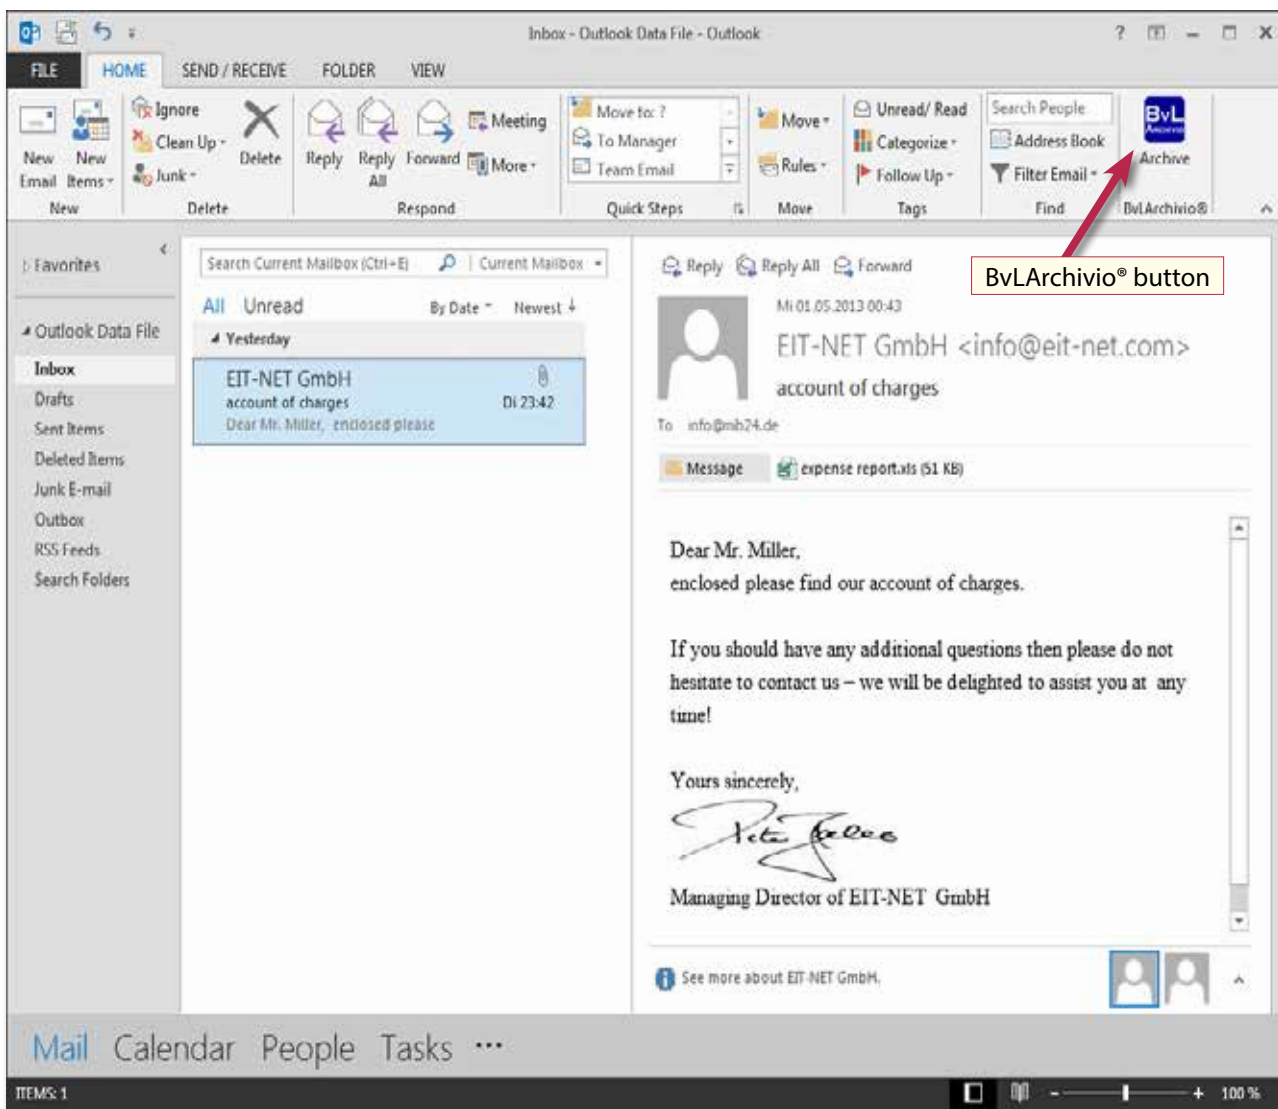 Inbox - Outlook Data File - Outlook
FILE HOME SEND / RECEIVE FOLDER VIEW
New Email
New Items
New
Ignore
Clean Up
Junk
Delete
Delete
Reply
Reply All
Forward
Meeting
More
Respond
Move to: ?
To Manager
Team Email
Quick Steps
Move
Rules
Move
Unread/ Read
Categorize
Follow Up
Tags
Search People
Address Book
Filter Email
Find
BvL
ARCHIVIO
Archive
BvLArchivio®
BvLArchivio® button
Favorites
Outlook Data File
Inbox
Drafts
Sent Items
Deleted Items
Junk E-mail
Outbox
RSS Feeds
Search Folders
Search Current Mailbox (Ctrl+E) Current Mailbox
All Unread By Date Newest ↓
Yesterday
EIT-NET GmbH
account of charges Di 23:42
Dear Mr. Miller, enclosed please
Reply Reply All Forward
Mi 01.05.2013 00:43
EIT-NET GmbH <info@eit-net.com>
account of charges
To info@mib24.de
Message expense report.xls (51 KB)
Dear Mr. Miller,
enclosed please find our account of charges.
If you should have any additional questions then please do not
hesitate to contact us – we will be delighted to assist you at any
time!
Yours sincerely,
Managing Director of EIT-NET GmbH
See more about EIT-NET GmbH.
Mail Calendar People Tasks ···
ITEMS: 1 - + 100 %